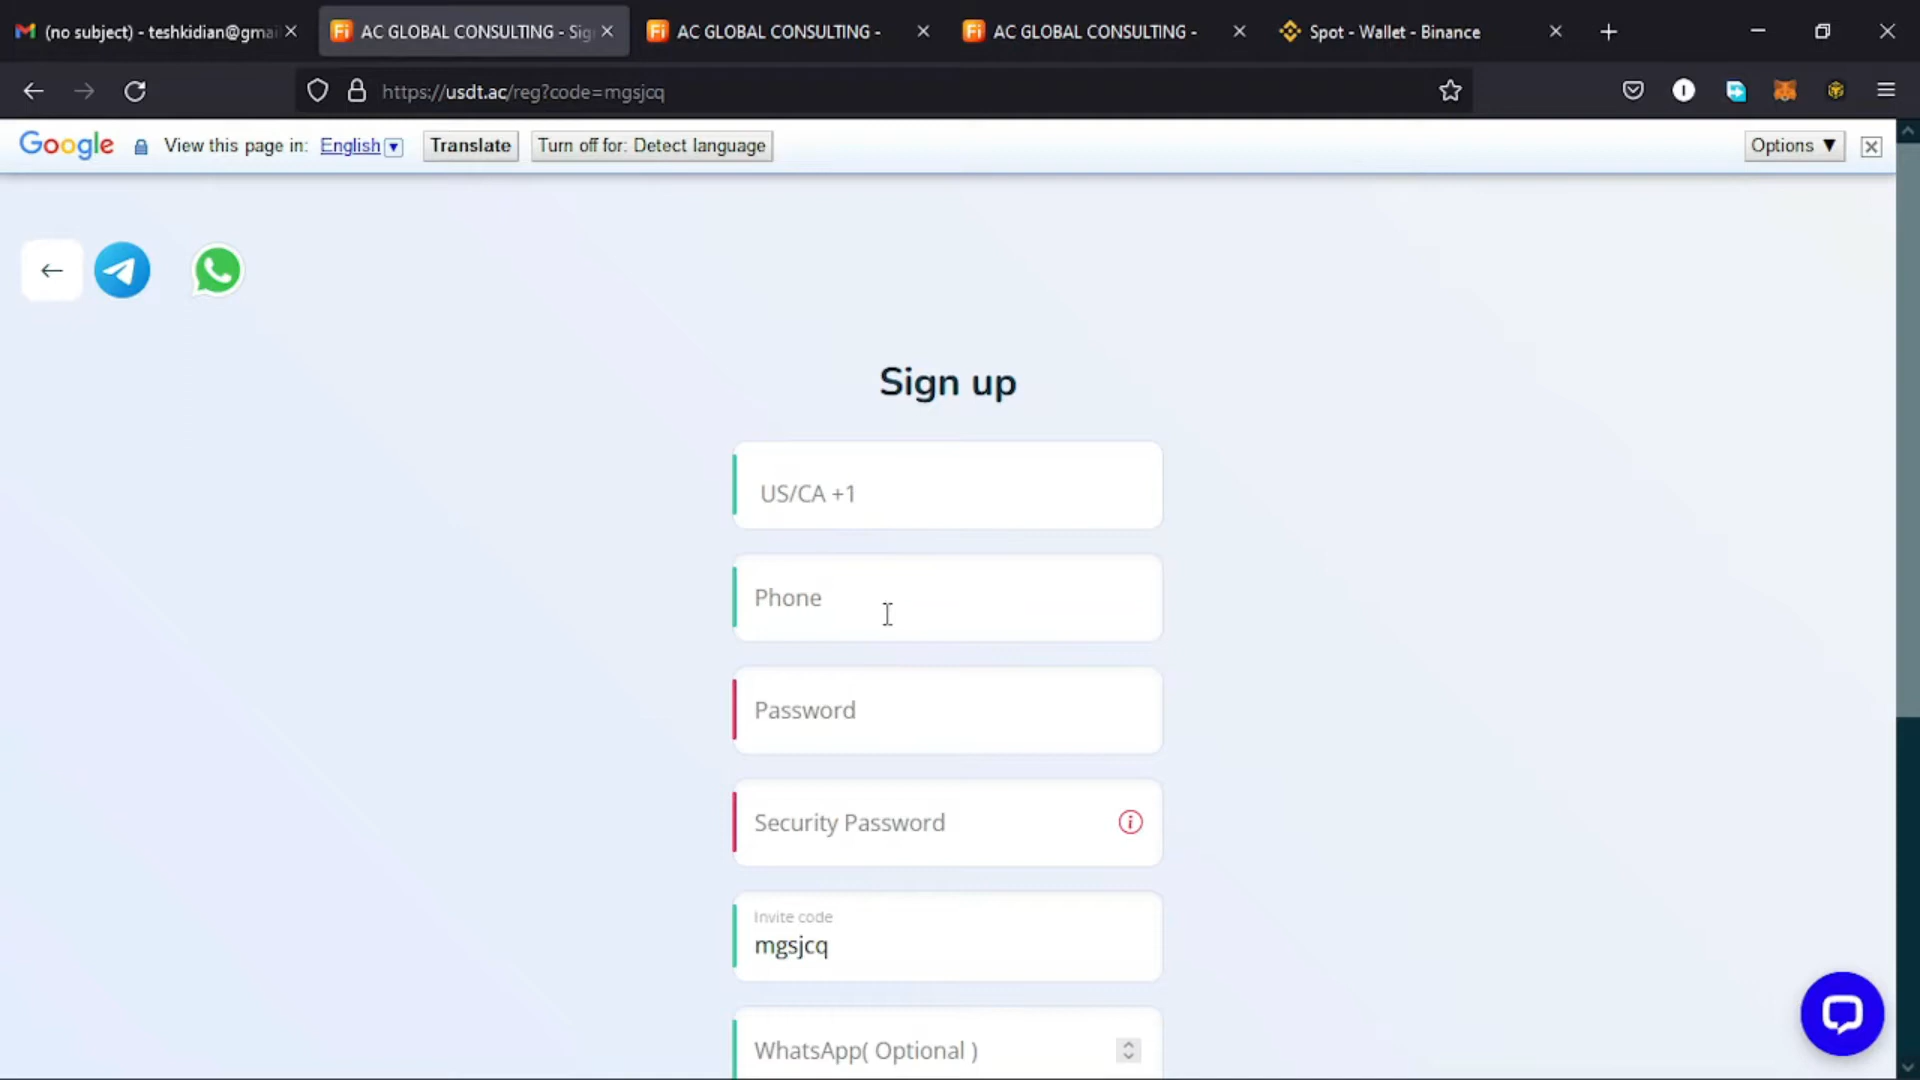 (no subject) - teshkidian@gmai
AC GLOBAL CONSULTING - Sig
AC GLOBAL CONSULTING -
AC GLOBAL CONSULTING -
Spot - Wallet - Binance
https://usdt.ac/reg?code=mgsjcq
Google
View this page in: English
Translate
Turn off for: Detect language
Options ▼
Sign up
US/CA +1
Phone
Password
Security Password
Invite code
mgsjcq
WhatsApp( Optional )